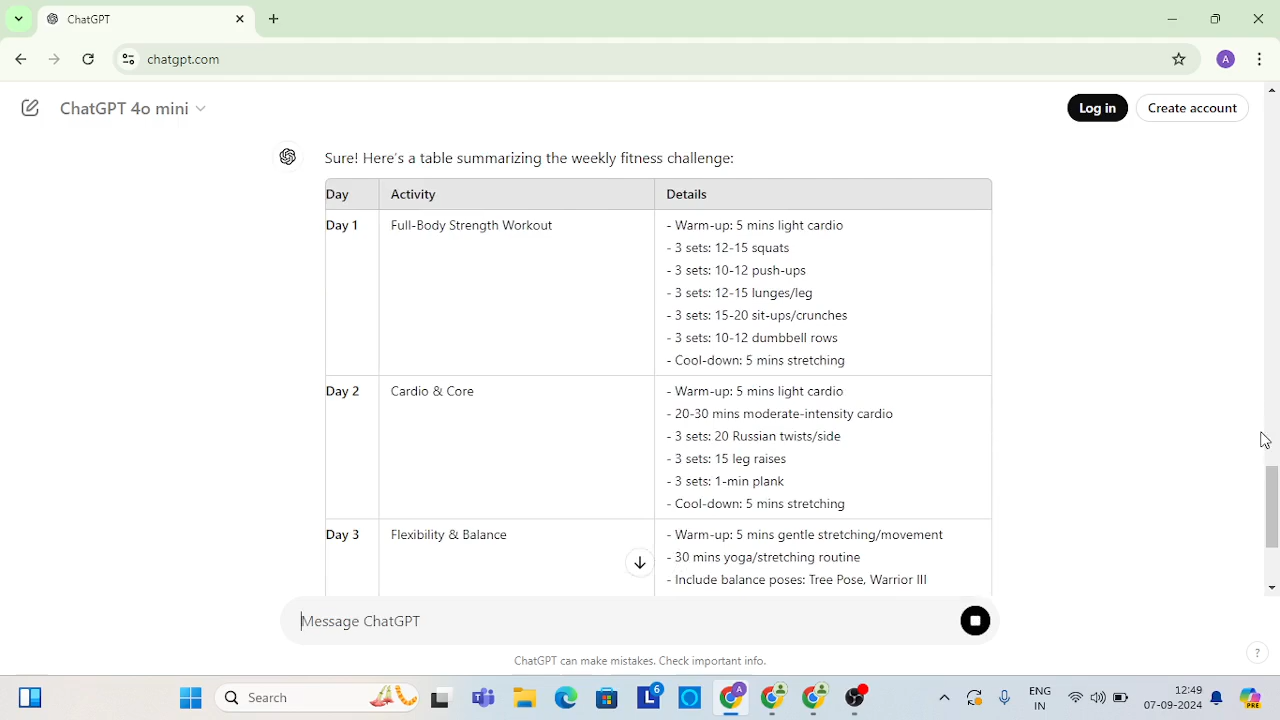 ChatGPT
chatgpt.com
A
ChatGPT 4o mini
Log in
Create account
Sure! Here's a table summarizing the weekly fitness challenge:
Day Activity Details
Day 1 Full-Body Strength Workout - Warm-up: 5 mins light cardio
- 3 sets: 12-15 squats
- 3 sets: 10-12 push-ups
- 3 sets: 12-15 lunges/leg
- 3 sets: 15-20 sit-ups/crunches
- 3 sets: 10-12 dumbbell rows
- Cool-down: 5 mins stretching
Day 2 Cardio & Core - Warm-up: 5 mins light cardio
- 20-30 mins moderate-intensity cardio
- 3 sets: 20 Russian twists/side
- 3 sets: 15 leg raises
- 3 sets: 1-min plank
- Cool-down: 5 mins stretching
Day 3 Flexibility & Balance - Warm-up: 5 mins gentle stretching/movement
- 30 mins yoga/stretching routine
- Include balance poses: Tree Pose, Warrior III
Message ChatGPT
ChatGPT can make mistakes. Check important info.
?
Search
L
6
A
ENG
IN
12:49
07-09-2024
PRE